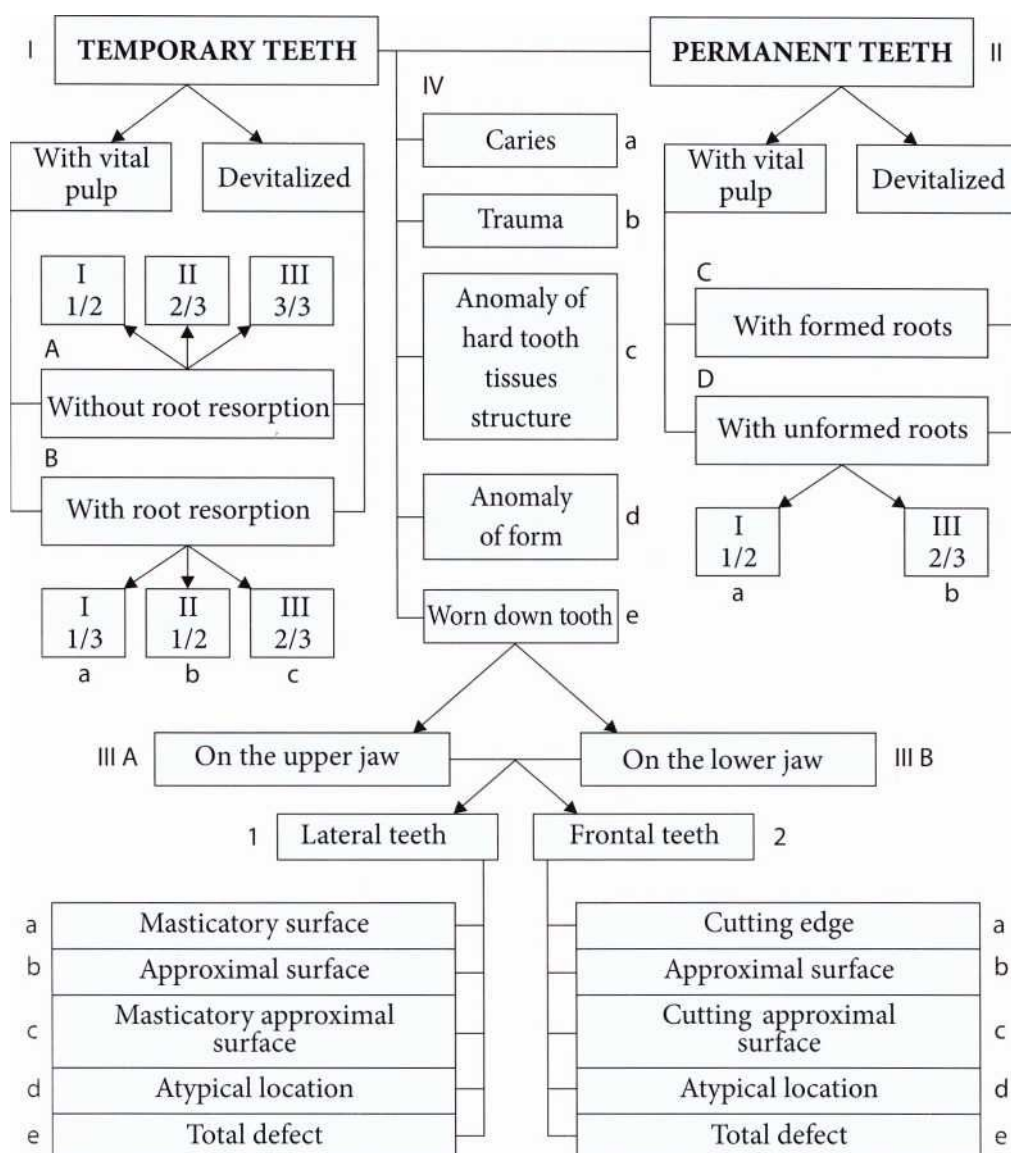 I
TEMPORARY TEETH
PERMANENT TEETH
II
IV
With vital
pulp
Devitalized
Caries
a
With vital
pulp
Devitalized
Trauma
b
I
1/2
II
2/3
III
3/3
Anomaly of
hard tooth
tissues
structure
c
C
With formed roots
A
Without root resorption
D
With unformed roots
B
With root resorption
Anomaly
of form
d
I
1/2
a
III
2/3
b
I
1/3
a
II
1/2
b
III
2/3
c
Worn down tooth
e
III A
On the upper jaw
On the lower jaw
III B
1
Lateral teeth
Frontal teeth
2
a
Masticatory surface
b
Approximal surface
c
Masticatory approximal
surface
d
Atypical location
e
Total defect
Cutting edge
a
Approximal surface
b
Cutting approximal
surface
c
Atypical location
d
Total defect
e